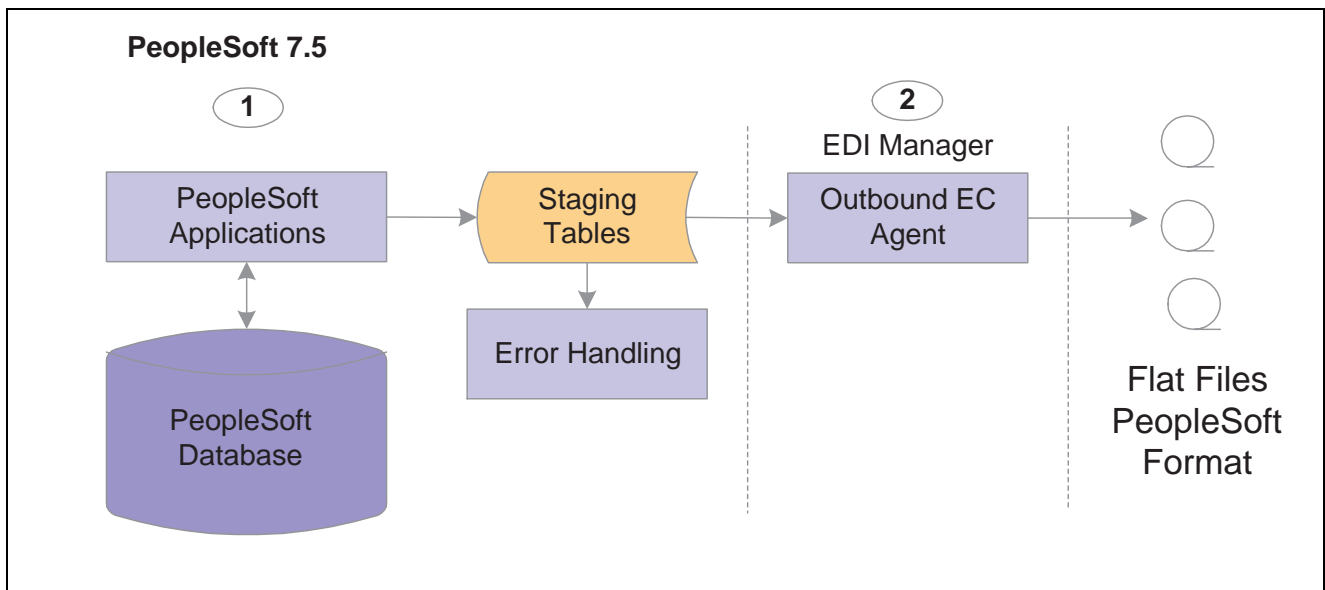 PeopleSoft 7.5
1
2
EDI Manager
PeopleSoft
Applications
Staging
Tables
Outbound EC
Agent
Error Handling
PeopleSoft
Database
Flat Files
PeopleSoft
Format